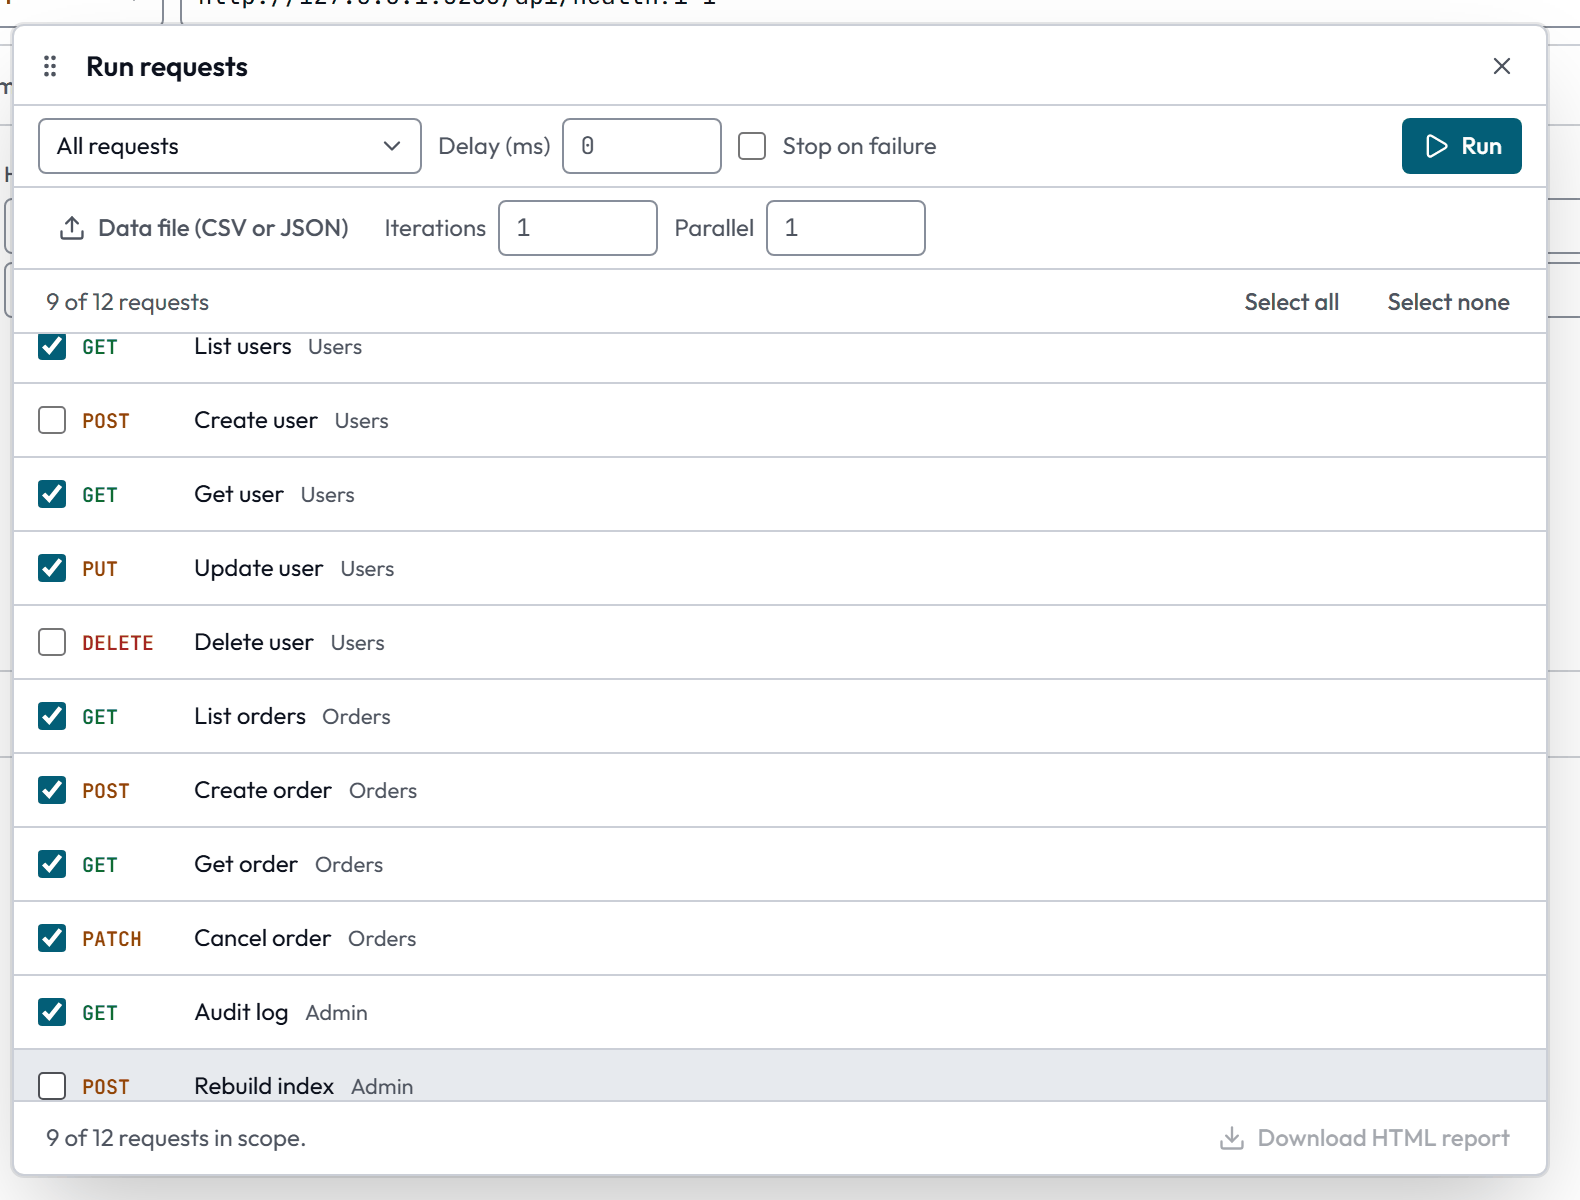 Run requests
All requests Delay (ms) 0 Stop on failure Run
Data file (CSV or JSON) Iterations 1 Parallel 1
9 of 12 requests Select all Select none
GET List users Users
POST Create user Users
GET Get user Users
PUT Update user Users
DELETE Delete user Users
GET List orders Orders
POST Create order Orders
GET Get order Orders
PATCH Cancel order Orders
GET Audit log Admin
POST Rebuild index Admin
9 of 12 requests in scope. Download HTML report